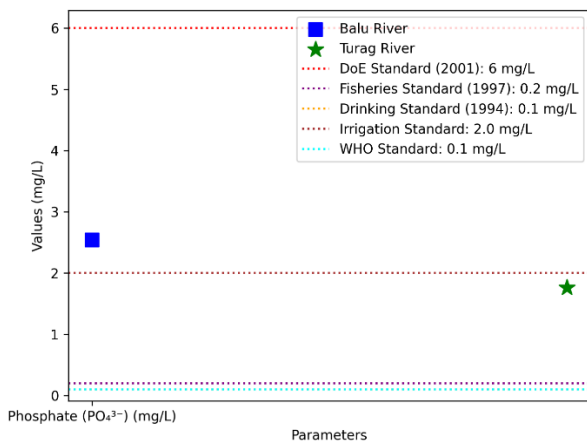 Balu River
Turag River
DoE Standard (2001): 6 mg/L
Fisheries Standard (1997): 0.2 mg/L
Drinking Standard (1994): 0.1 mg/L
Irrigation Standard: 2.0 mg/L
WHO Standard: 0.1 mg/L
Values (mg/L)
6
5
4
3
2
1
0
Phosphate (PO₄³⁻) (mg/L)
Parameters